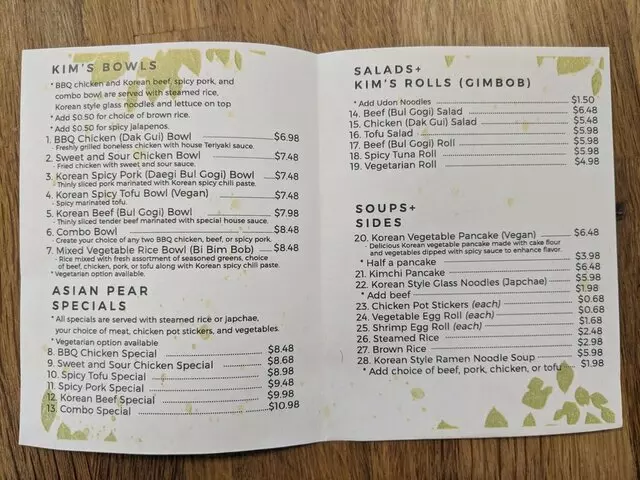 KIM'S BOWLS
* BBQ chicken and Korean beef, spicy pork, and
combo bowl are served with steamed rice,
Korean style glass noodles and lettuce on top
* Add $0.50 for choice of brown rice.
* Add $0.50 for spicy jalapenos.
1. BBQ Chicken (Dak Gui) Bowl $6.98
- Freshly grilled boneless chicken with house Teriyaki sauce.
2. Sweet and Sour Chicken Bowl $7.48
- Fried chicken with sweet and sour sauce.
3. Korean Spicy Pork (Daegi Bul Gogi) Bowl $7.48
- Thinly sliced pork marinated with Korean spicy chili paste.
4. Korean Spicy Tofu Bowl (Vegan) $7.48
- Spicy marinated tofu.
5. Korean Beef (Bul Gogi) Bowl $7.98
- Thinly sliced tender beef marinated with special house sauce.
6. Combo Bowl $8.48
- Create your choice of any two BBQ chicken, beef, or spicy pork.
7. Mixed Vegetable Rice Bowl (Bi Bim Bob) $8.48
- Rice mixed with fresh assortment of seasoned greens, choice
of beef, chicken, pork, or tofu along with Korean spicy chili paste.
* Vegetarian option available.
ASIAN PEAR
SPECIALS
* All specials are served with steamed rice or japchae,
your choice of meat, chicken pot stickers, and vegetables.
* Vegetarian option available
8. BBQ Chicken Special $8.48
9. Sweet and Sour Chicken Special $8.68
10. Spicy Tofu Special $8.98
11. Spicy Pork Special $9.48
12. Korean Beef Special $9.98
13. Combo Special $10.98
SALADS+
KIM'S ROLLS (GIMBOB)
* Add Udon Noodles $1.50
14. Beef (Bul Gogi) Salad $6.48
15. Chicken (Dak Gui) Salad $5.48
16. Tofu Salad $5.98
17. Beef (Bul Gogi) Roll $5.98
18. Spicy Tuna Roll $5.98
19. Vegetarian Roll $4.98
SOUPS+
SIDES
20. Korean Vegetable Pancake (Vegan) $6.48
- Delicious Korean vegetable pancake made with cake flour
and vegetables dipped with spicy sauce to enhance flavor.
* Half a pancake $3.98
21. Kimchi Pancake $6.48
22. Korean Style Glass Noodles (Japchae) $5.98
* Add beef $1.98
23. Chicken Pot Stickers (each) $0.68
24. Vegetable Egg Roll (each) $0.68
25. Shrimp Egg Roll (each) $1.68
26. Steamed Rice $2.48
27. Brown Rice $2.98
28. Korean Style Ramen Noodle Soup $5.98
* Add choice of beef, pork, chicken, or tofu $1.98